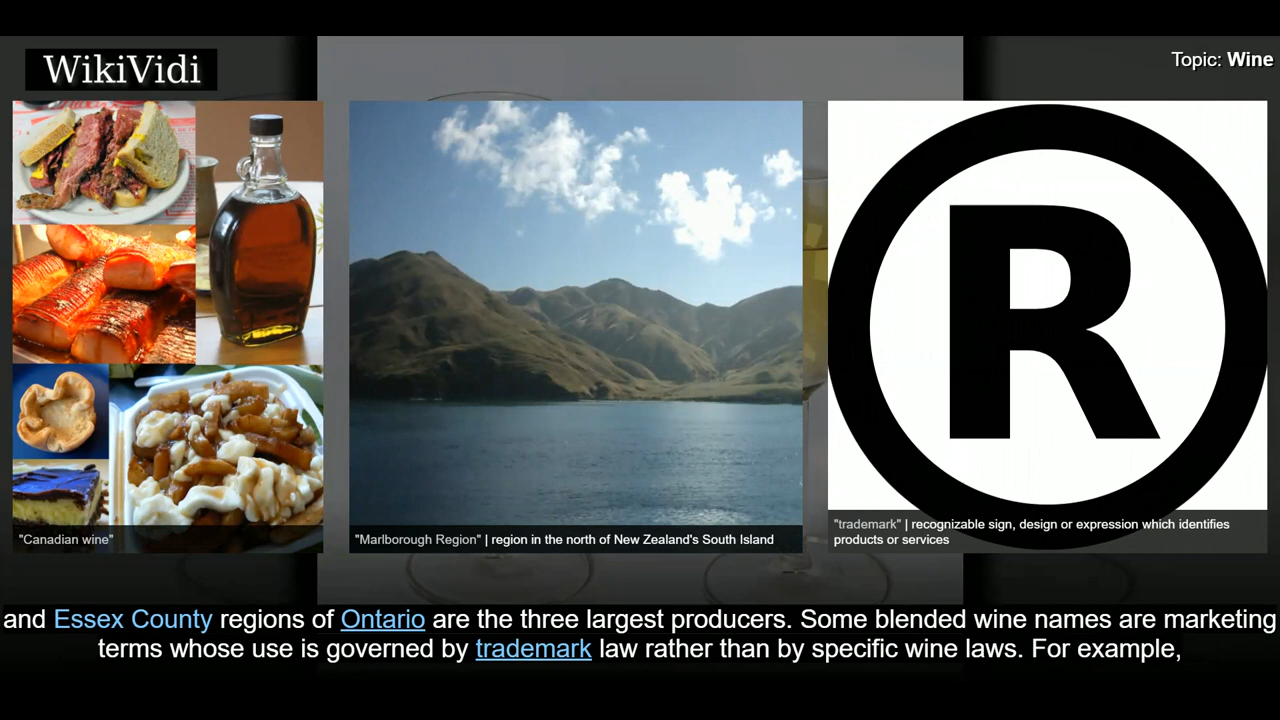 WikiVidi
Topic: Wine
R
"Canadian wine"
"Marlborough Region" | region in the north of New Zealand's South Island
"trademark" | recognizable sign, design or expression which identifies
products or services
and Essex County regions of Ontario are the three largest producers. Some blended wine names are marketing
terms whose use is governed by trademark law rather than by specific wine laws. For example,